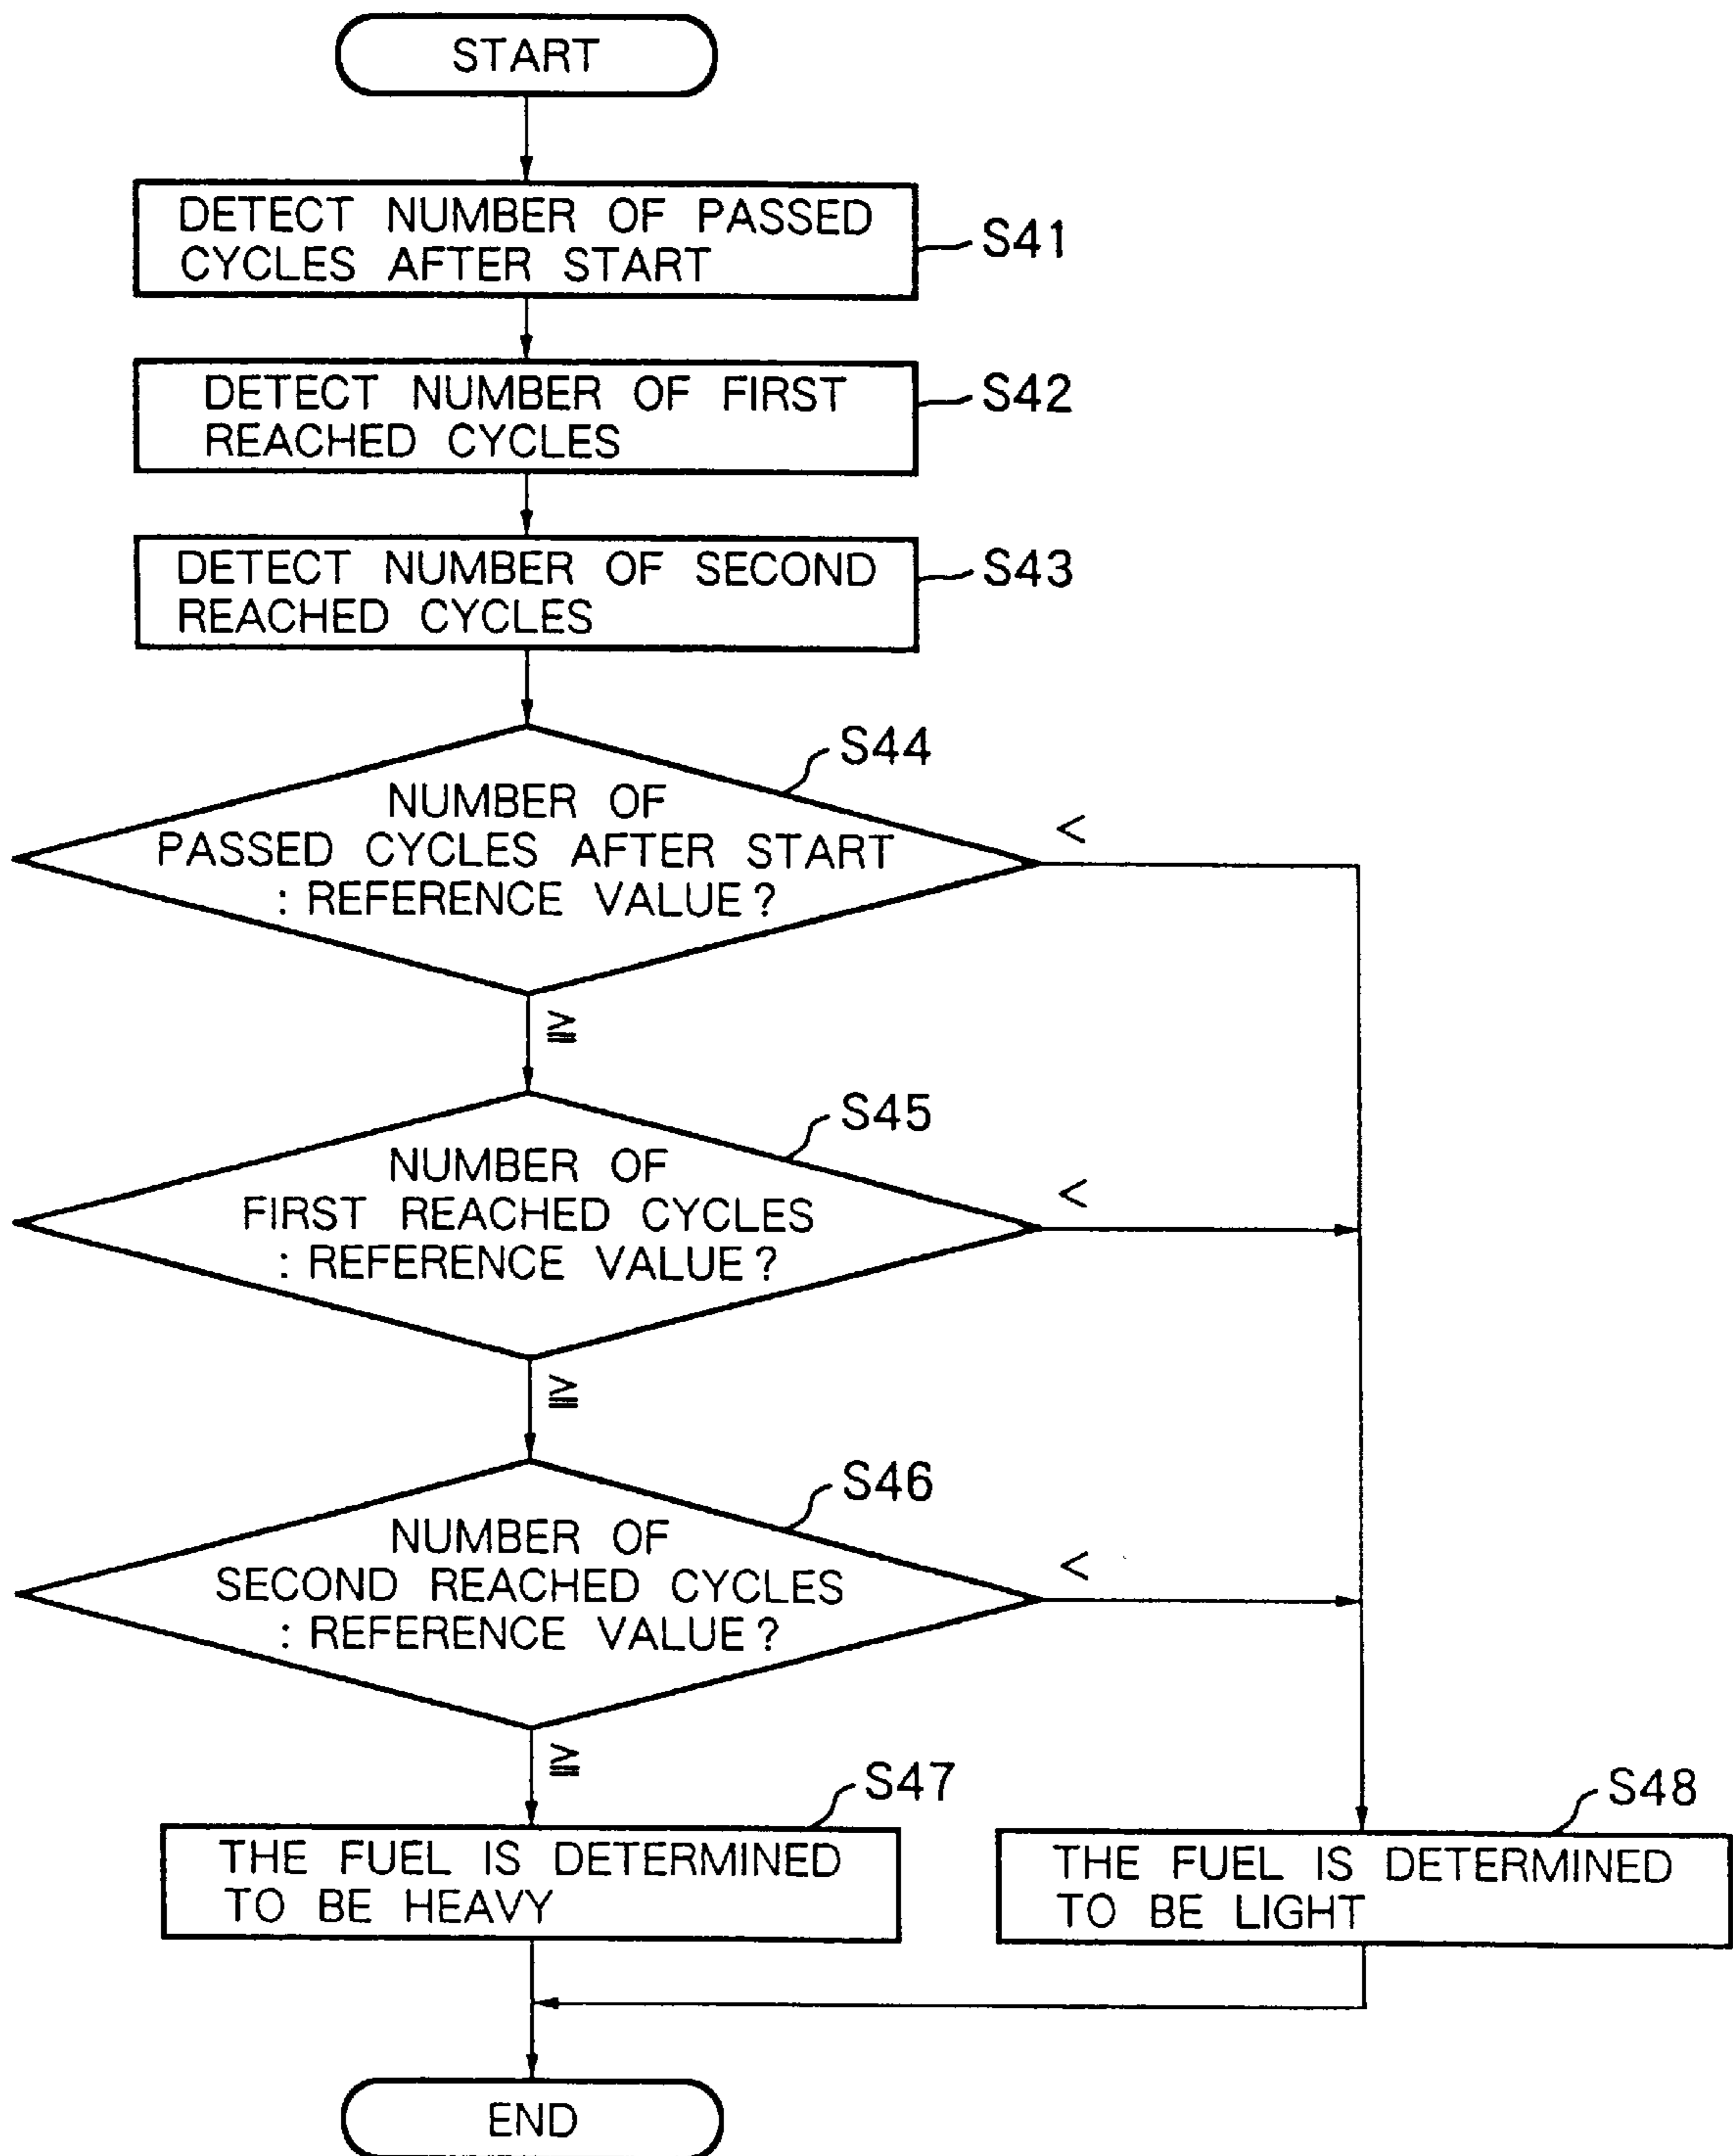 START
DETECT NUMBER OF PASSED
CYCLES AFTER START
S41
DETECT NUMBER OF FIRST
REACHED CYCLES
S42
DETECT NUMBER OF SECOND
REACHED CYCLES
S43
S44
NUMBER OF
PASSED CYCLES AFTER START
: REFERENCE VALUE?
<
≧
S45
NUMBER OF
FIRST REACHED CYCLES
: REFERENCE VALUE?
<
≧
S46
NUMBER OF
SECOND REACHED CYCLES
: REFERENCE VALUE?
<
≧
S47
THE FUEL IS DETERMINED
TO BE HEAVY
S48
THE FUEL IS DETERMINED
TO BE LIGHT
END